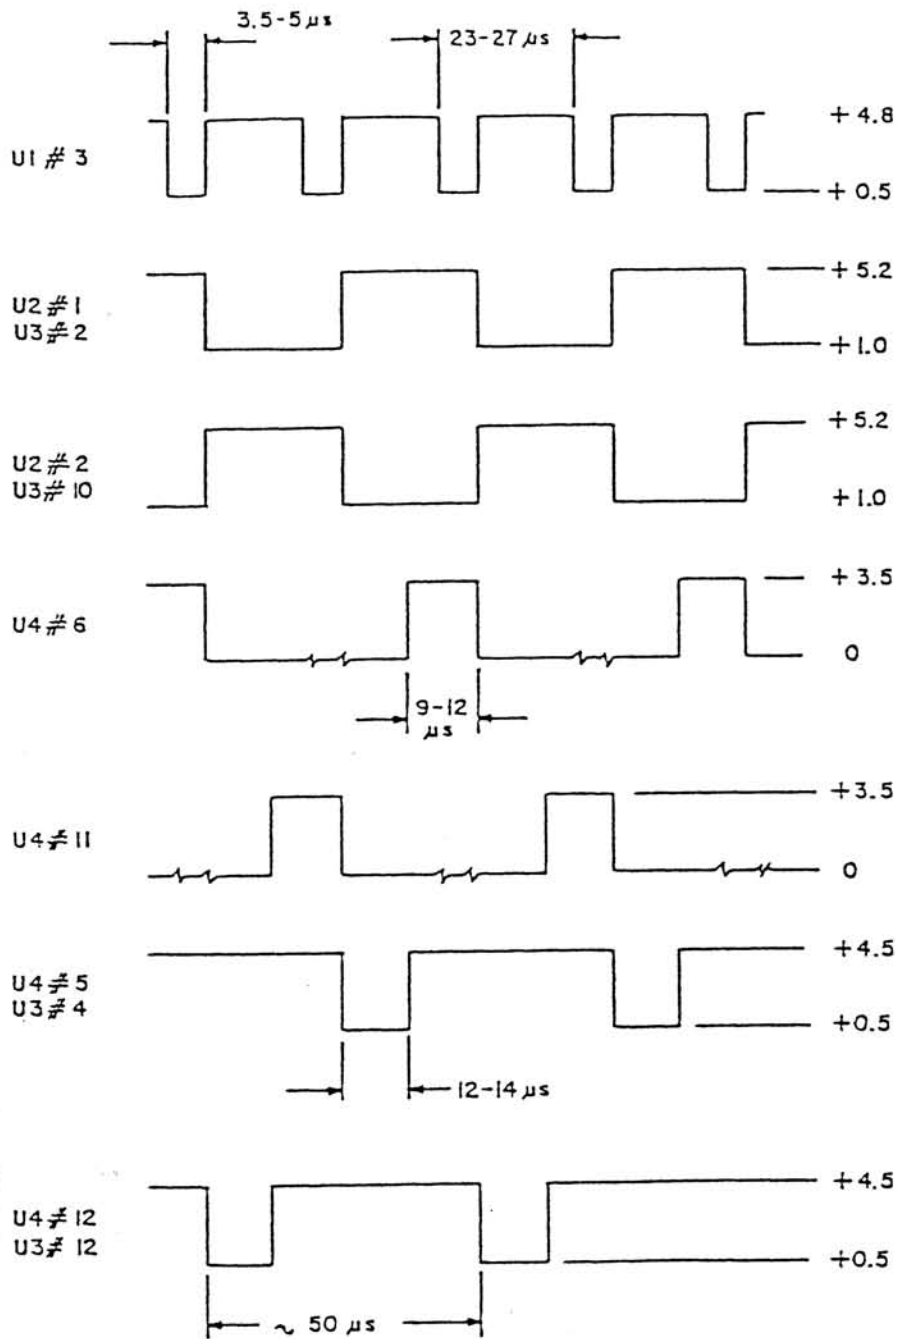 3.5-5 µs
23-27 µs
U1 # 3
+ 4.8
+ 0.5
U2 # 1
U3 # 2
+ 5.2
+ 1.0
U2 # 2
U3 # 10
+ 5.2
+ 1.0
U4 # 6
+ 3.5
0
9-12
µs
U4 # 11
+3.5
0
U4 # 5
U3 # 4
+4.5
+0.5
12-14 µs
U4 # 12
U3 # 12
+4.5
+0.5
~ 50 µs